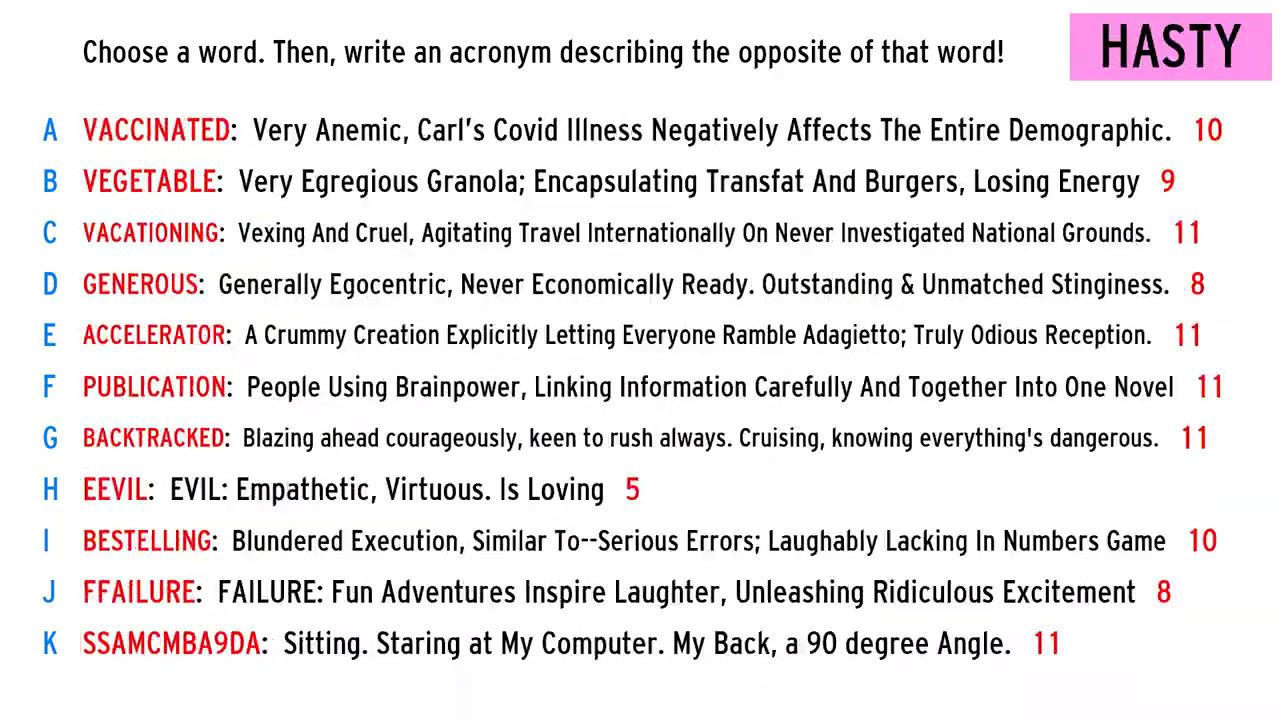 Choose a word. Then, write an acronym describing the opposite of that word!
HASTY
A VACCINATED: Very Anemic, Carl's Covid Illness Negatively Affects The Entire Demographic. 10
B VEGETABLE: Very Egregious Granola; Encapsulating Transfat And Burgers, Losing Energy 9
C VACATIONING: Vexing And Cruel, Agitating Travel Internationally On Never Investigated National Grounds. 11
D GENEROUS: Generally Egocentric, Never Economically Ready. Outstanding & Unmatched Stinginess. 8
E ACCELERATOR: A Crummy Creation Explicitly Letting Everyone Ramble Adagietto; Truly Odious Reception. 11
F PUBLICATION: People Using Brainpower, Linking Information Carefully And Together Into One Novel 11
G BACKTRACKED: Blazing ahead courageously, keen to rush always. Cruising, knowing everything's dangerous. 11
H EEVIL: EVIL: Empathetic, Virtuous. Is Loving 5
I BESTELLING: Blundered Execution, Similar To--Serious Errors; Laughably Lacking In Numbers Game 10
J FFAILURE: FAILURE: Fun Adventures Inspire Laughter, Unleashing Ridiculous Excitement 8
K SSAMCMBA9DA: Sitting. Staring at My Computer. My Back, a 90 degree Angle. 11